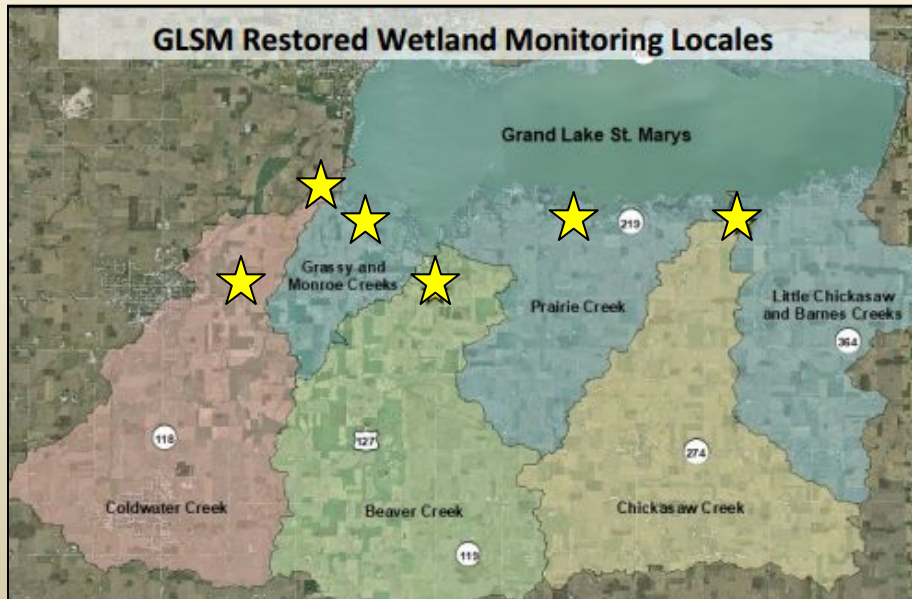 GLSM Restored Wetland Monitoring Locales
Grand Lake St. Marys
219
Grassy and
Monroe Creeks
Prairie Creek
Little Chickasaw
and Barnes Creeks
364
118
127
274
Coldwater Creek
Beaver Creek
Chickasaw Creek
119